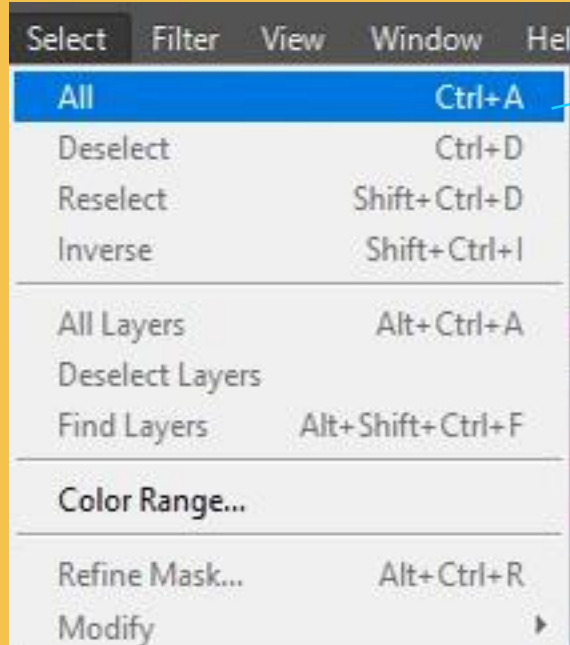 Select Filter View Window Hel
All Ctrl+A
Deselect Ctrl+D
Reselect Shift+Ctrl+D
Inverse Shift+Ctrl+I
All Layers Alt+Ctrl+A
Deselect Layers
Find Layers Alt+Shift+Ctrl+F
Color Range...
Refine Mask... Alt+Ctrl+R
Modify